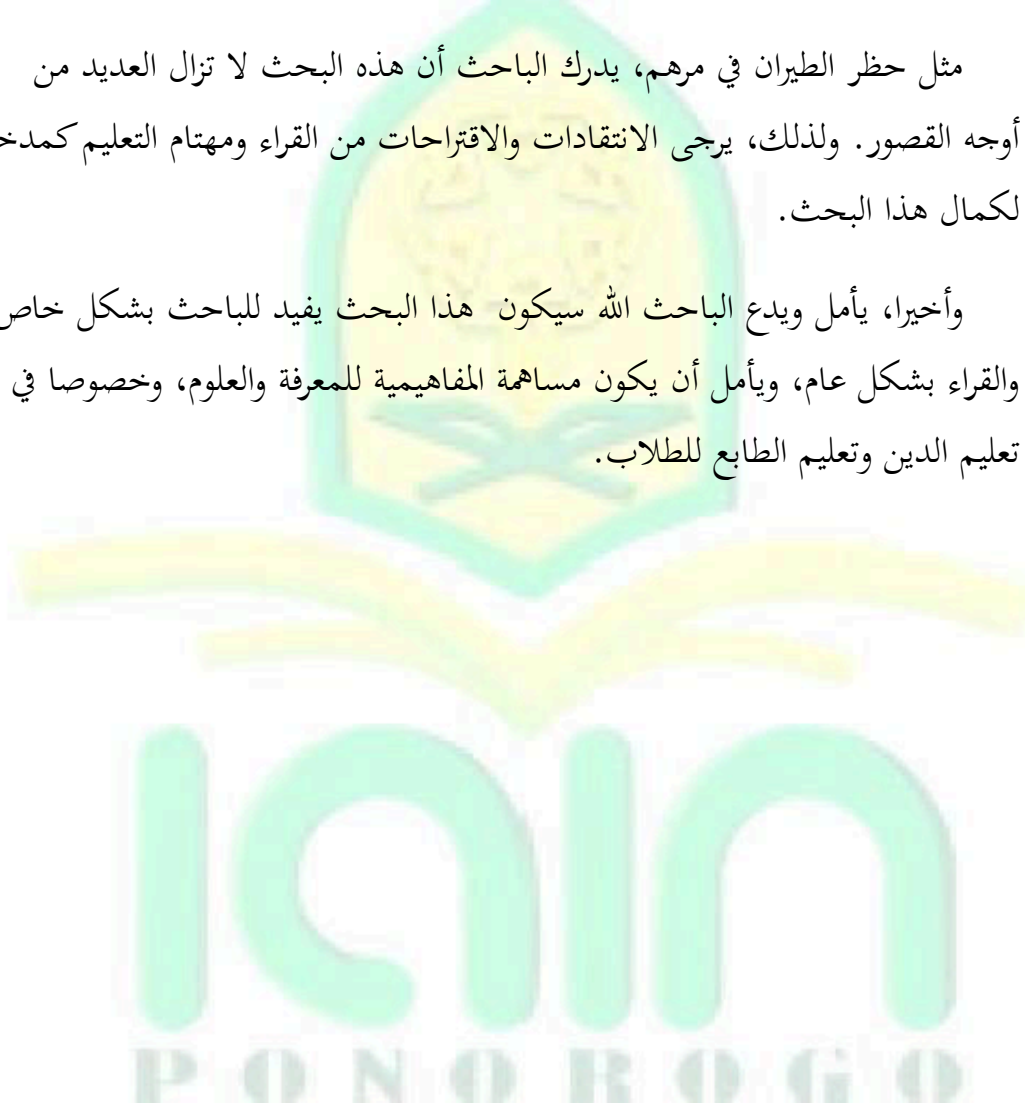 مثل حظر الطيران في مرهم، يدرك الباحث أن هذه البحث لا تزال العديد من
أوجه القصور. ولذلك، يرجى الانتقادات والاقتراحات من القراء ومهتام التعليم
لكمال هذا البحث.
وأخيرا، يأمل ويدع الباحث الله سيكون هذا البحث يفيد للباحث بشكل خاص
والقراء بشكل عام، ويأمل أن يكون مساهمة المفاهيمية للمعرفة والعلوم، وخصوصا في
تعليم الدين وتعليم الطابع للطلاب.
iain
PONOROGO